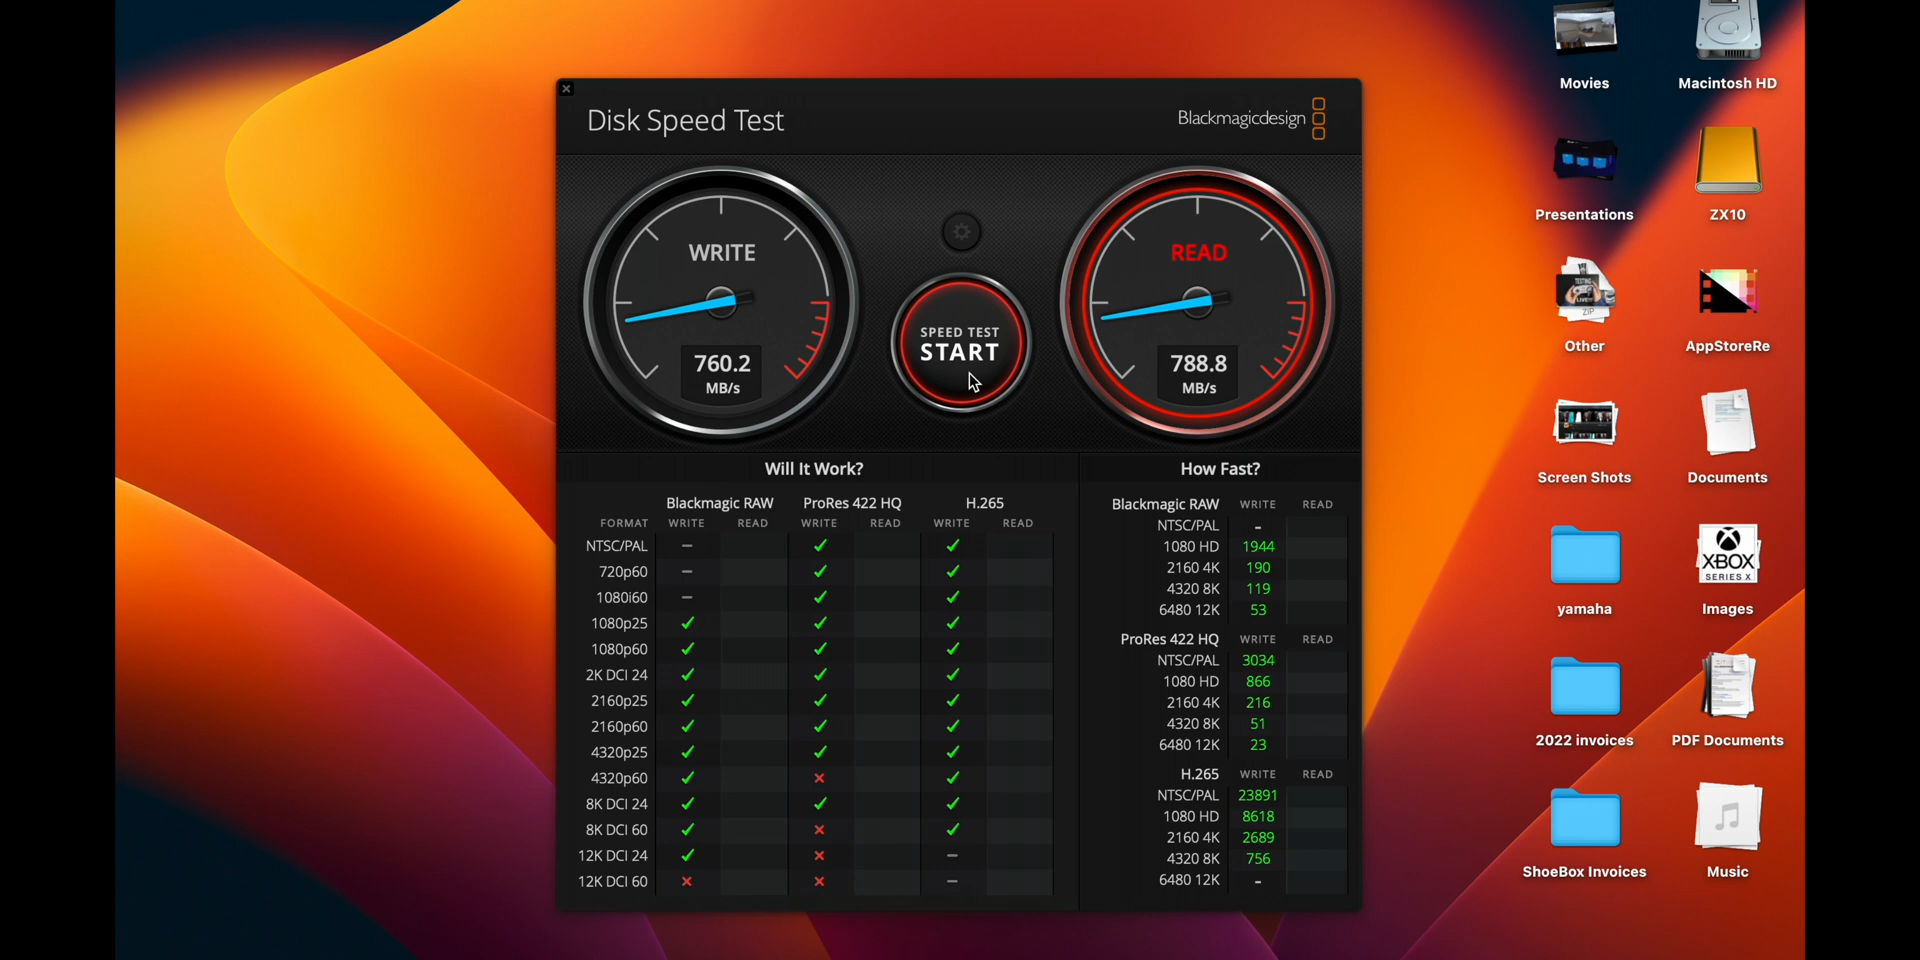 Disk Speed Test
Blackmagicdesign
WRITE
760.2
MB/s
SPEED TEST
START
READ
788.8
MB/s
Will It Work?
Blackmagic RAW ProRes 422 HQ H.265
FORMAT WRITE READ WRITE READ WRITE READ
NTSC/PAL – ✓ ✓
720p60 – ✓ ✓
1080i60 – ✓ ✓
1080p25 ✓ ✓ ✓
1080p60 ✓ ✓ ✓
2K DCI 24 ✓ ✓ ✓
2160p25 ✓ ✓ ✓
2160p60 ✓ ✓ ✓
4320p25 ✓ ✓ ✓
4320p60 ✓ × ✓
8K DCI 24 ✓ ✓ ✓
8K DCI 60 ✓ × ✓
12K DCI 24 ✓ × –
12K DCI 60 × × –
How Fast?
Blackmagic RAW WRITE READ
NTSC/PAL -
1080 HD 1944
2160 4K 190
4320 8K 119
6480 12K 53
ProRes 422 HQ WRITE READ
NTSC/PAL 3034
1080 HD 866
2160 4K 216
4320 8K 51
6480 12K 23
H.265 WRITE READ
NTSC/PAL 23891
1080 HD 8618
2160 4K 2689
4320 8K 756
6480 12K -
Movies
Macintosh HD
Presentations
ZX10
TESTING
LIVE
ZIP
Other
AppStoreRe
Screen Shots
Documents
yamaha
XBOX
SERIES X
Images
2022 invoices
PDF Documents
ShoeBox Invoices
Music